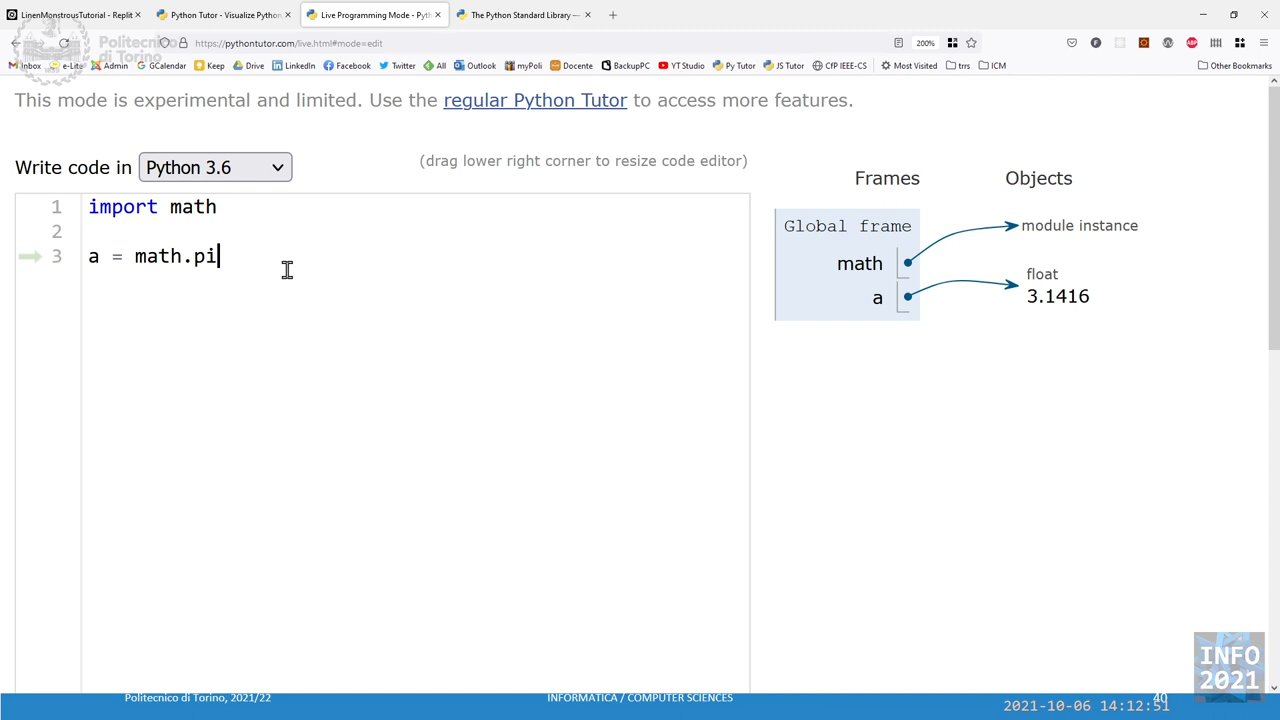 LinenMonstrousTutorial - Replit
Python Tutor - Visualize Python
Live Programming Mode - Pyth
The Python Standard Library —
Politecnico
di Torino
https://pythontutor.com/live.html#mode=edit
200%
Inbox
Admin
GCalendar
Keep
Drive
LinkedIn
Facebook
Twitter
All
Outlook
myPoli
Docente
BackupPC
YT Studio
Py Tutor
JS Tutor
CfP IEEE-CS
Most Visited
trrs
ICM
Other Bookmarks
This mode is experimental and limited. Use the regular Python Tutor to access more features.
Write code in Python 3.6
(drag lower right corner to resize code editor)
1 import math
2
3 a = math.pi
Frames Objects
Global frame
math
a
module instance
float
3.1416
INFO
2021
Politecnico di Torino, 2021/22
INFORMATICA / COMPUTER SCIENCES
40
2021-10-06 14:12:51